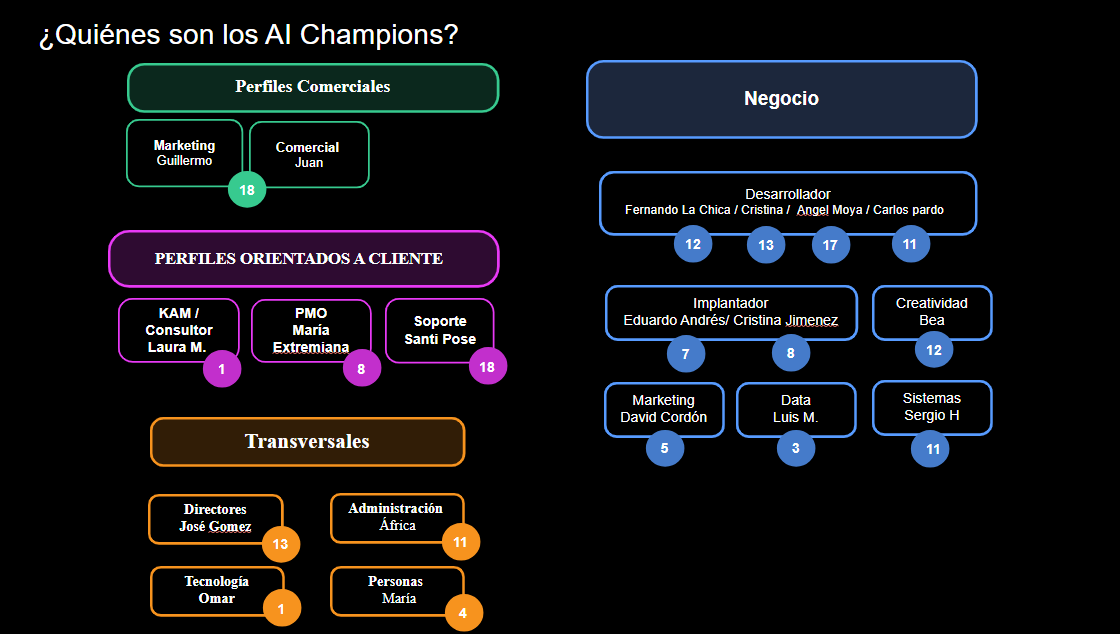 ¿Quiénes son los AI Champions?
Perfiles Comerciales
Marketing
Guillermo
Comercial
Juan
18
PERFILES ORIENTADOS A CLIENTE
KAM /
Consultor
Laura M.
1
PMO
María
Extremiana
8
Soporte
Santi Pose
18
Transversales
Directores
José Gomez
13
Administración
África
11
Tecnología
Omar
1
Personas
María
4
Negocio
Desarrollador
Fernando La Chica / Cristina / Angel Moya / Carlos pardo
12
13
17
11
Implantador
Eduardo Andrés/ Cristina Jimenez
7
8
Creatividad
Bea
12
Marketing
David Cordón
5
Data
Luis M.
3
Sistemas
Sergio H
11